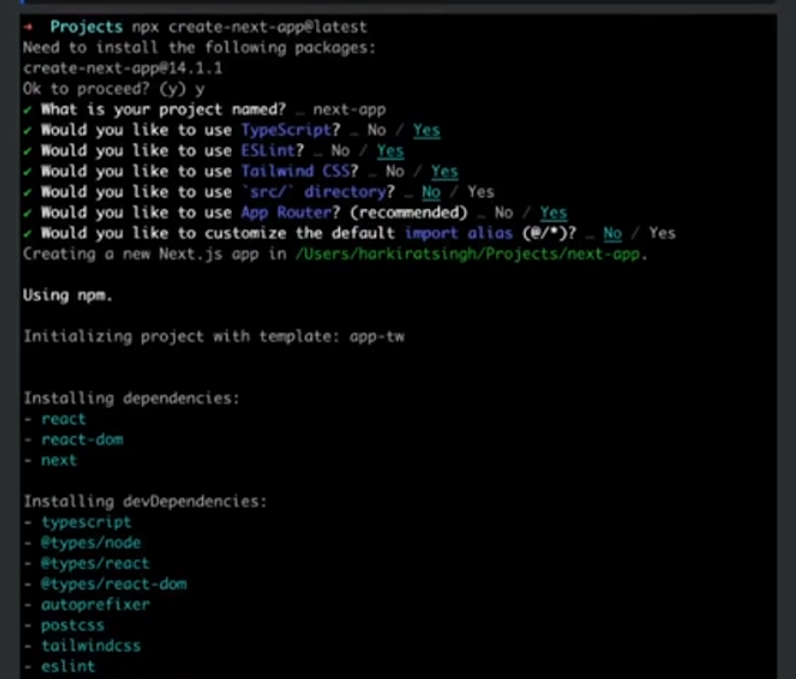 → Projects npx create-next-app@latest
Need to install the following packages:
create-next-app@14.1.1
Ok to proceed? (y) y
✔ What is your project named? … next-app
✔ Would you like to use TypeScript? … No / Yes
✔ Would you like to use ESLint? … No / Yes
✔ Would you like to use Tailwind CSS? … No / Yes
✔ Would you like to use `src/` directory? … No / Yes
✔ Would you like to use App Router? (recommended) … No / Yes
✔ Would you like to customize the default import alias (@/*)? … No / Yes
Creating a new Next.js app in /Users/harkiratsingh/Projects/next-app.
Using npm.
Initializing project with template: app-tw
Installing dependencies:
- react
- react-dom
- next
Installing devDependencies:
- typescript
- @types/node
- @types/react
- @types/react-dom
- autoprefixer
- postcss
- tailwindcss
- eslint